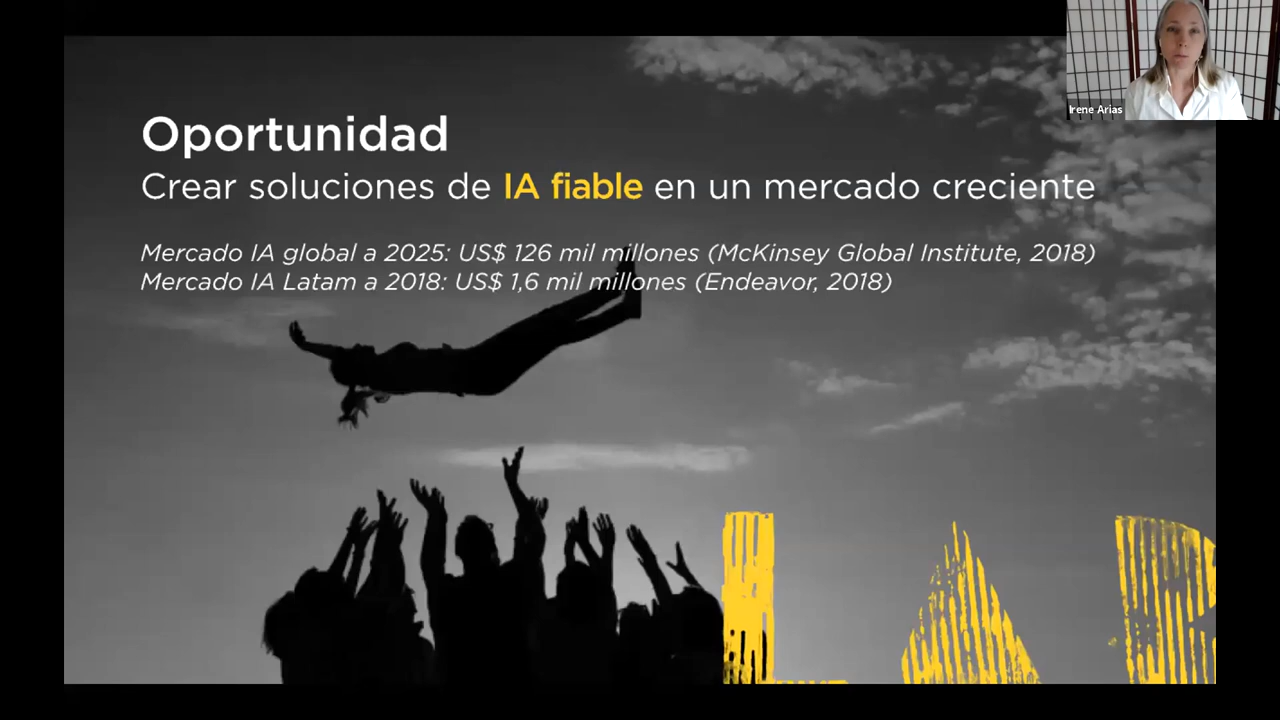 Irene Arias
Oportunidad
Crear soluciones de IA fiable en un mercado creciente
Mercado IA global a 2025: US$ 126 mil millones (McKinsey Global Institute, 2018)
Mercado IA Latam a 2018: US$ 1,6 mil millones (Endeavor, 2018)